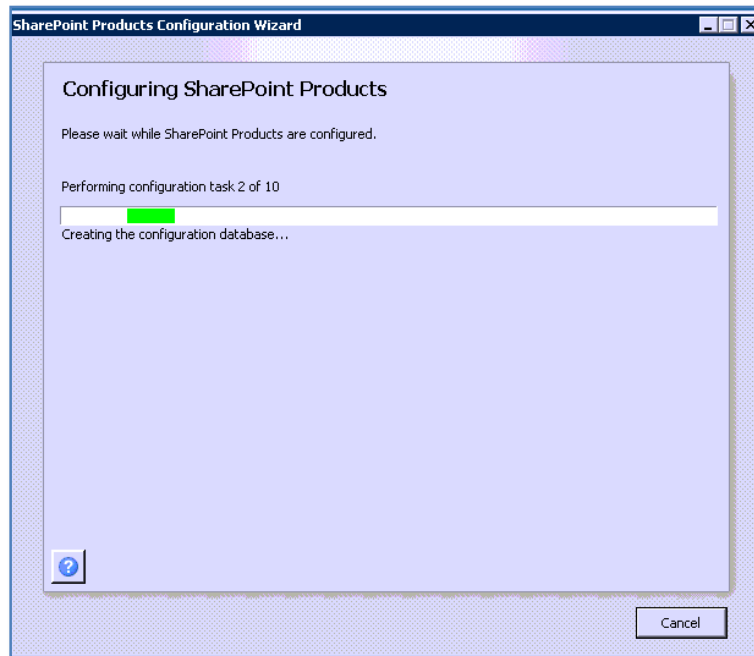 SharePoint Products Configuration Wizard
Configuring SharePoint Products
Please wait while SharePoint Products are configured.
Performing configuration task 2 of 10
Creating the configuration database...
?
Cancel